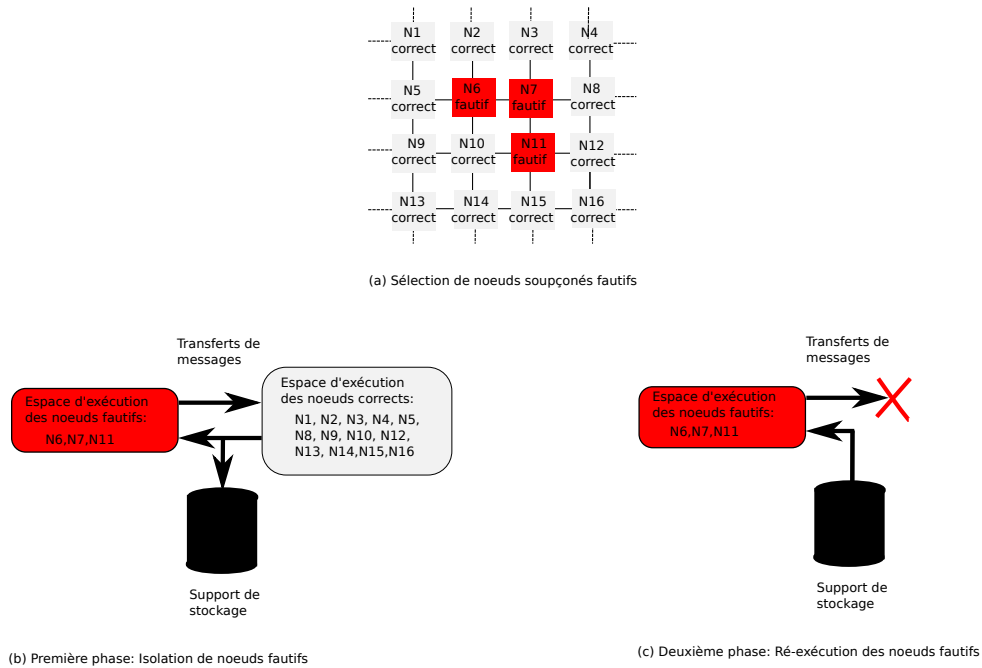 N1 N2 N3 N4
correct correct correct correct
N5 N6 N7 N8
correct fautif fautif correct
N9 N10 N11 N12
correct correct fautif correct
N13 N14 N15 N16
correct correct correct correct
(a) Sélection de noeuds soupçonés fautifs
Transferts de
messages
Espace d'exécution
des noeuds fautifs:
N6,N7,N11
Espace d'exécution
des noeuds corrects:
N1, N2, N3, N4, N5,
N8, N9, N10, N12,
N13, N14,N15,N16
Support de
stockage
(b) Première phase: Isolation de noeuds fautifs
Transferts de
messages
Espace d'exécution
des noeuds fautifs:
N6,N7,N11
Support de
stockage
(c) Deuxième phase: Ré-exécution des noeuds fautifs